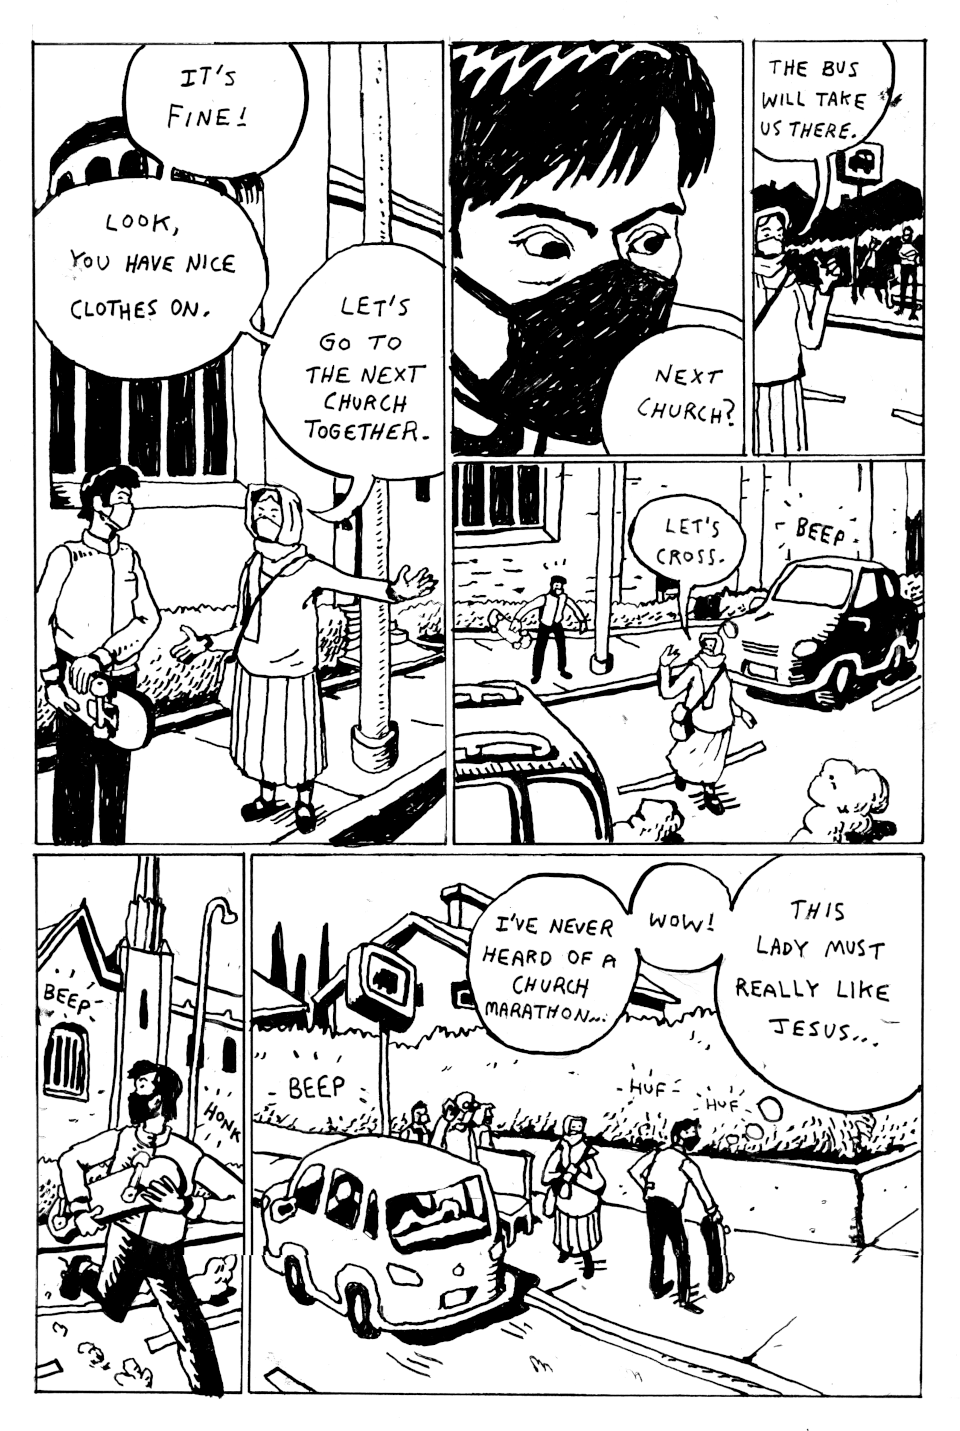 IT'S
FINE!
LOOK,
YOU HAVE NICE
CLOTHES ON.
LET'S
GO TO
THE NEXT
CHURCH
TOGETHER.
NEXT
CHURCH?
THE BUS
WILL TAKE
US THERE.
LET'S
CROSS.
BEEP
BEEP
HONK
I'VE NEVER
HEARD OF A
CHURCH
MARATHON...
WOW!
THIS
LADY MUST
REALLY LIKE
JESUS...
BEEP
HUF
HUF